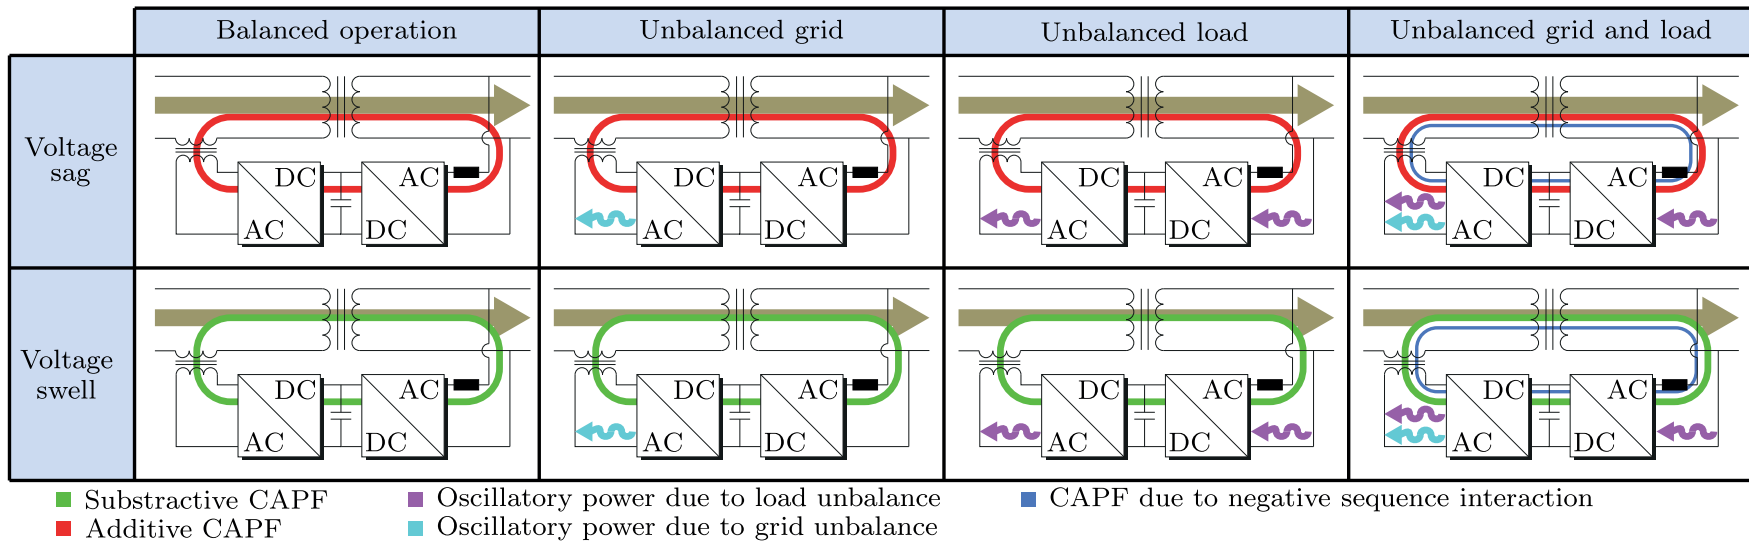 Balanced operation
Unbalanced grid
Unbalanced load
Unbalanced grid and load
Voltage
sag
DC
AC
AC
DC
DC
AC
AC
DC
DC
AC
AC
DC
DC
AC
AC
DC
Voltage
swell
DC
AC
AC
DC
DC
AC
AC
DC
DC
AC
AC
DC
DC
AC
AC
DC
Substractive CAPF
Oscillatory power due to load unbalance
CAPF due to negative sequence interaction
Additive CAPF
Oscillatory power due to grid unbalance